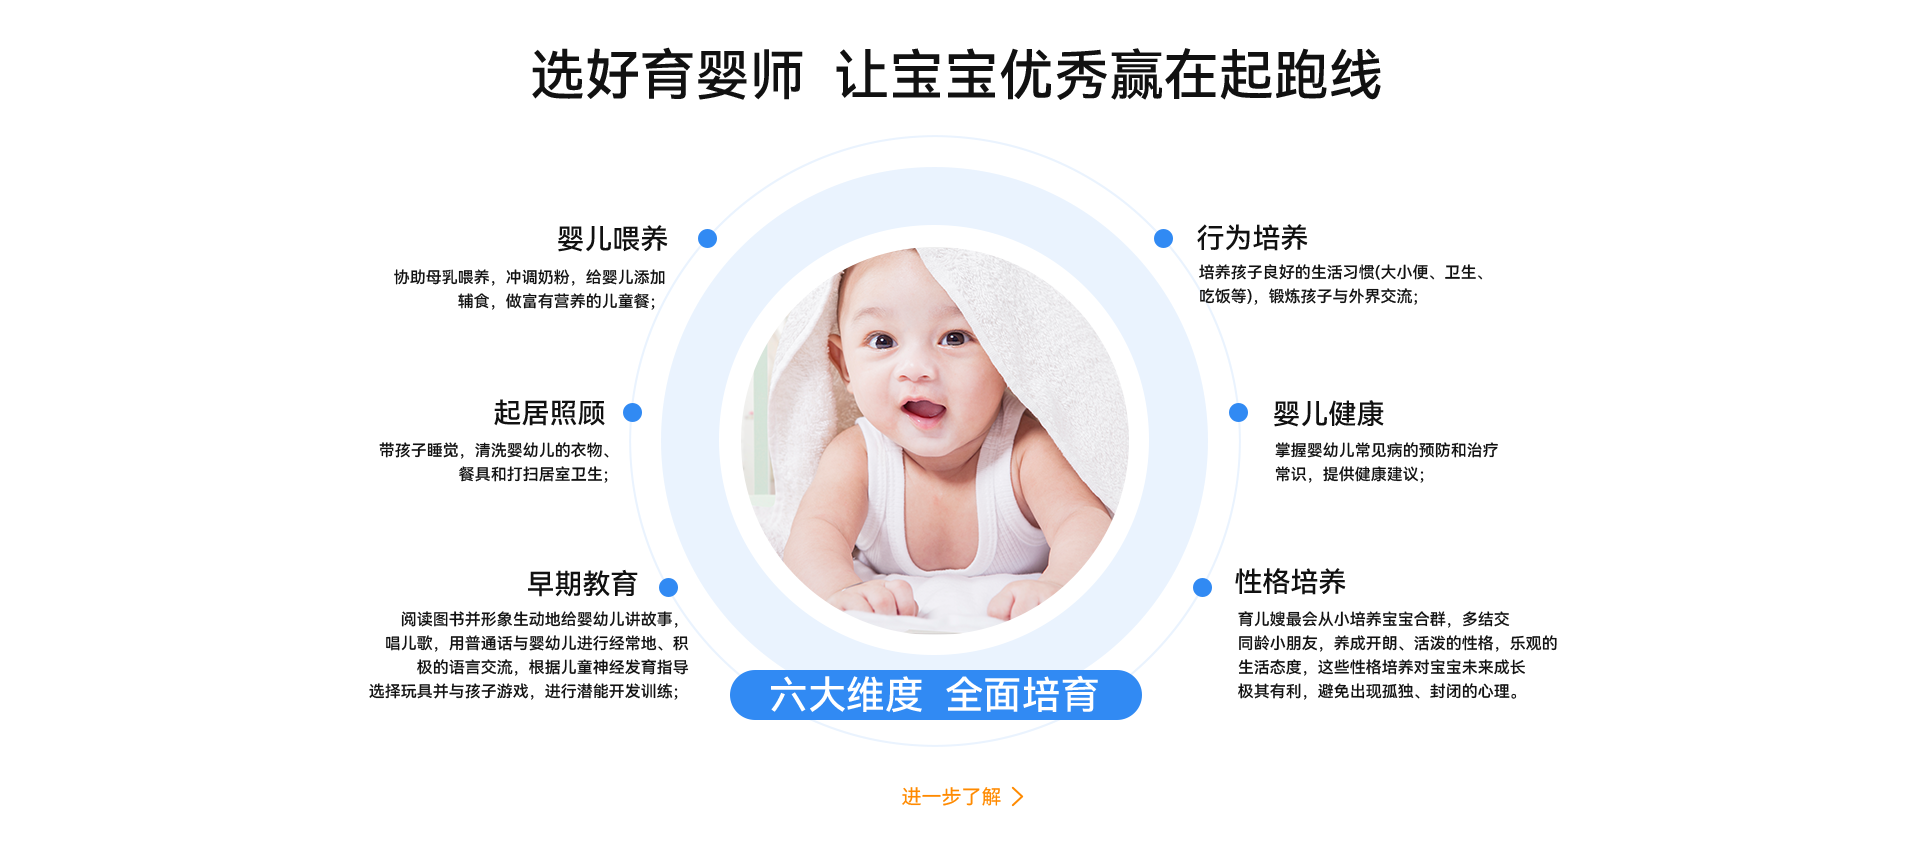 选好育婴师 让宝宝优秀赢在起跑线
婴儿喂养
协助母乳喂养，冲调奶粉，给婴儿添加
辅食，做富有营养的儿童餐；
行为培养
培养孩子良好的生活习惯(大小便、卫生、
吃饭等)，锻炼孩子与外界交流；
起居照顾
带孩子睡觉，清洗婴幼儿的衣物、
餐具和打扫居室卫生；
婴儿健康
掌握婴幼儿常见病的预防和治疗
常识，提供健康建议；
早期教育
阅读图书并形象生动地给婴幼儿讲故事，
唱儿歌，用普通话与婴幼儿进行经常地、积
极的语言交流，根据儿童神经发育指导
选择玩具并与孩子游戏，进行潜能开发训练；
性格培养
育儿嫂最会从小培养宝宝合群，多结交
同龄小朋友，养成开朗、活泼的性格，乐观的
生活态度，这些性格培养对宝宝未来成长
极其有利，避免出现孤独、封闭的心理。
六大维度 全面培育
进一步了解